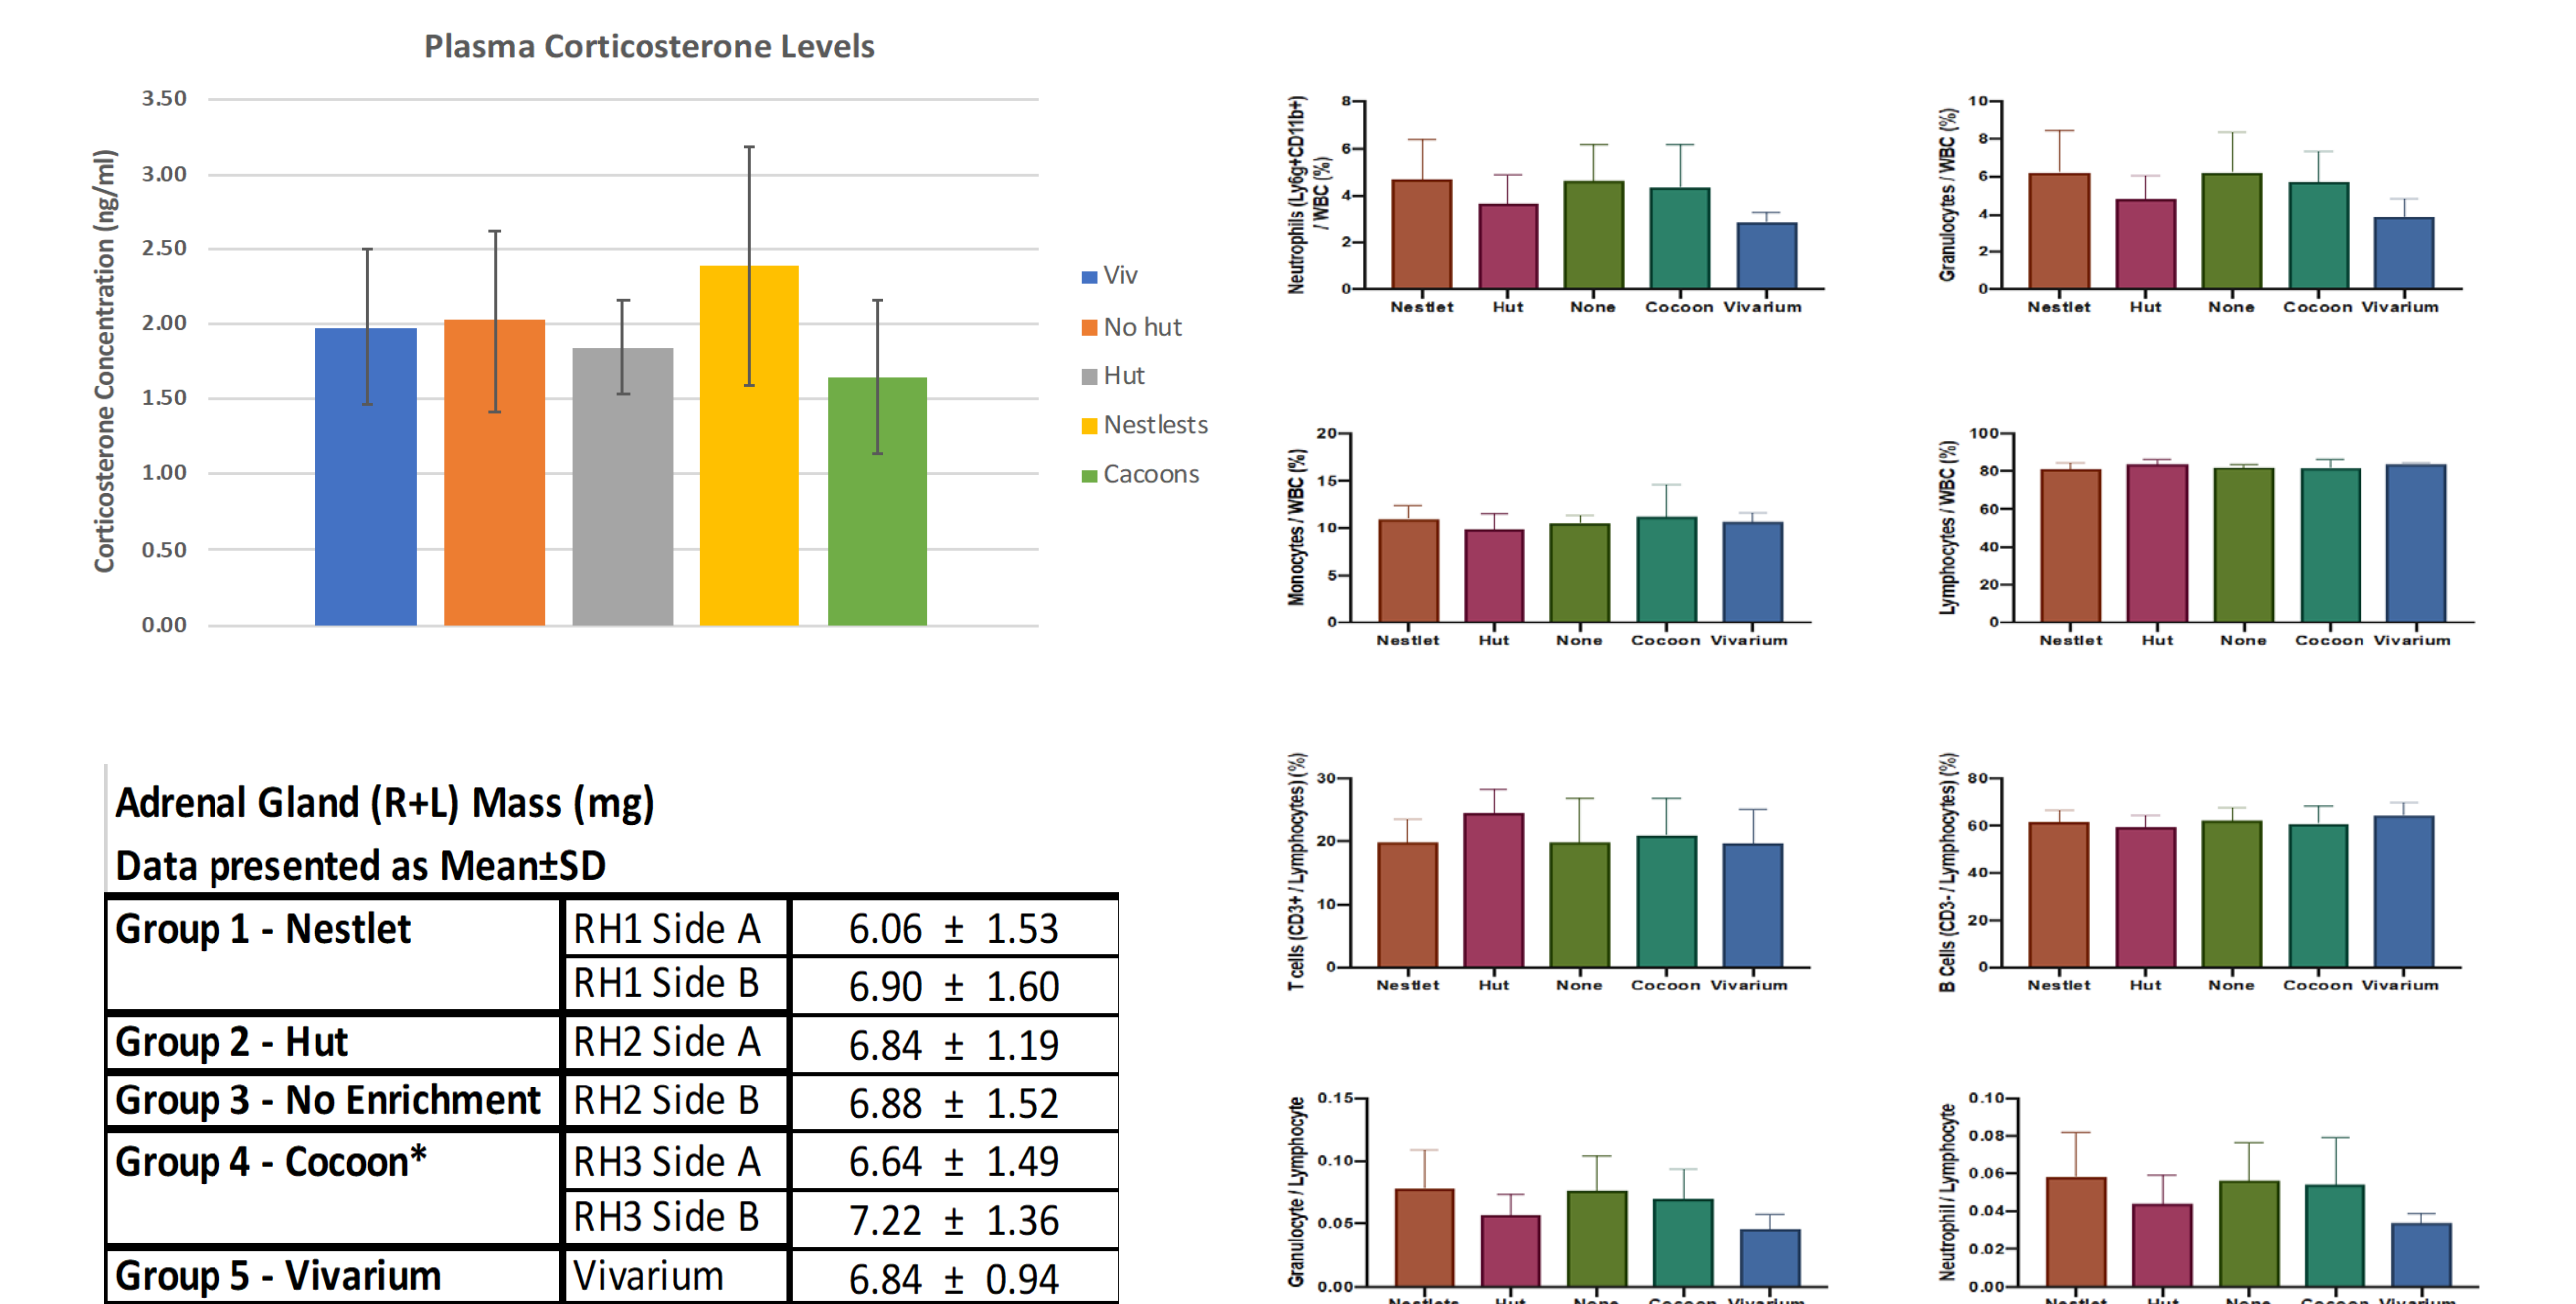 Plasma Corticosterone Levels
Corticosterone Concentration (ng/ml)
3.50
3.00
2.50
2.00
1.50
1.00
0.50
0.00
Viv
No hut
Hut
Nestlests
Cacoons
Adrenal Gland (R+L) Mass (mg)
Data presented as Mean±SD
Group 1 - Nestlet RH1 Side A 6.06 ± 1.53
RH1 Side B 6.90 ± 1.60
Group 2 - Hut RH2 Side A 6.84 ± 1.19
Group 3 - No Enrichment RH2 Side B 6.88 ± 1.52
Group 4 - Cocoon* RH3 Side A 6.64 ± 1.49
RH3 Side B 7.22 ± 1.36
Group 5 - Vivarium Vivarium 6.84 ± 0.94
Neutrophils (Ly6g+CD11b+)
/ WBC (%)
8
6
4
2
0
Nestlet Hut None Cocoon Vivarium
Granulocytes / WBC (%)
10
8
6
4
2
0
Nestlet Hut None Cocoon Vivarium
Monocytes / WBC (%)
20
15
10
5
0
Nestlet Hut None Cocoon Vivarium
Lymphocytes / WBC (%)
100
80
60
40
20
0
Nestlet Hut None Cocoon Vivarium
T cells (CD3+ / Lymphocytes) (%)
30
20
10
0
Nestlet Hut None Cocoon Vivarium
B Cells (CD3- / Lymphocytes) (%)
80
60
40
20
0
Nestlet Hut None Cocoon Vivarium
Granulocyte / Lymphocyte
0.15
0.10
0.05
0.00
Nestlets Hut None Cocoon Vivarium
Neutrophil / Lymphocyte
0.10
0.08
0.06
0.04
0.02
0.00
Nestlet Hut None Cocoon Vivarium